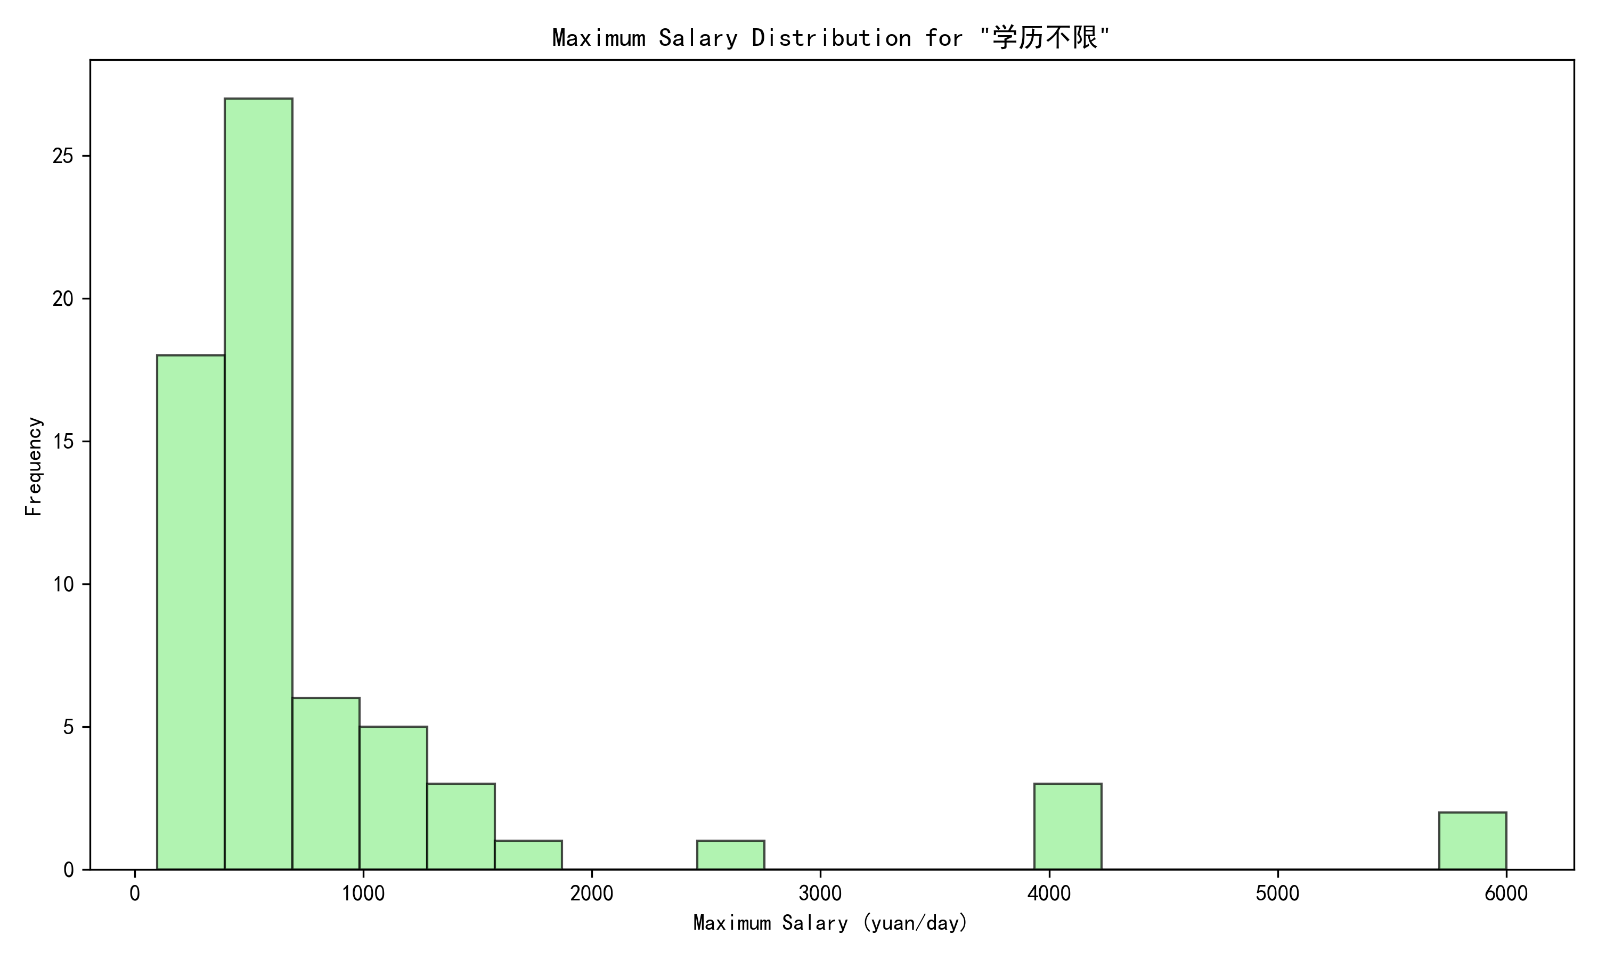 Maximum Salary Distribution for "学历不限"
Frequency
25
20
15
10
5
0
0 1000 2000 3000 4000 5000 6000
Maximum Salary (yuan/day)